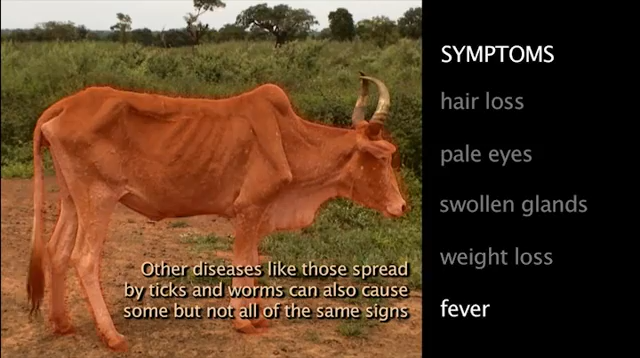 Other diseases like those spread
by ticks and worms can also cause
some but not all of the same signs
SYMPTOMS
hair loss
pale eyes
swollen glands
weight loss
fever